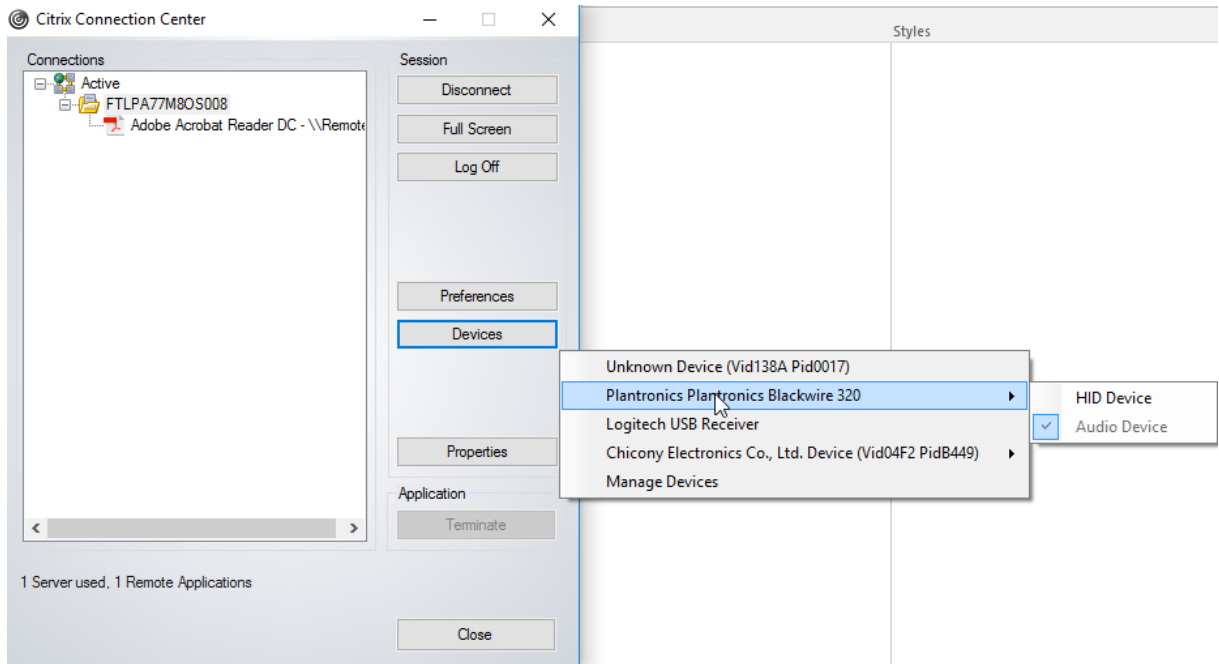 Citrix Connection Center
Styles
Connections
Active
FTLPA77M8OS008
Adobe Acrobat Reader DC - \\Remote
Session
Disconnect
Full Screen
Log Off
Preferences
Devices
Unknown Device (Vid138A Pid0017)
Plantronics Plantronics Blackwire 320
Logitech USB Receiver
Chicony Electronics Co., Ltd. Device (Vid04F2 PidB449)
Manage Devices
HID Device
Audio Device
Properties
Application
Terminate
1 Server used, 1 Remote Applications
Close